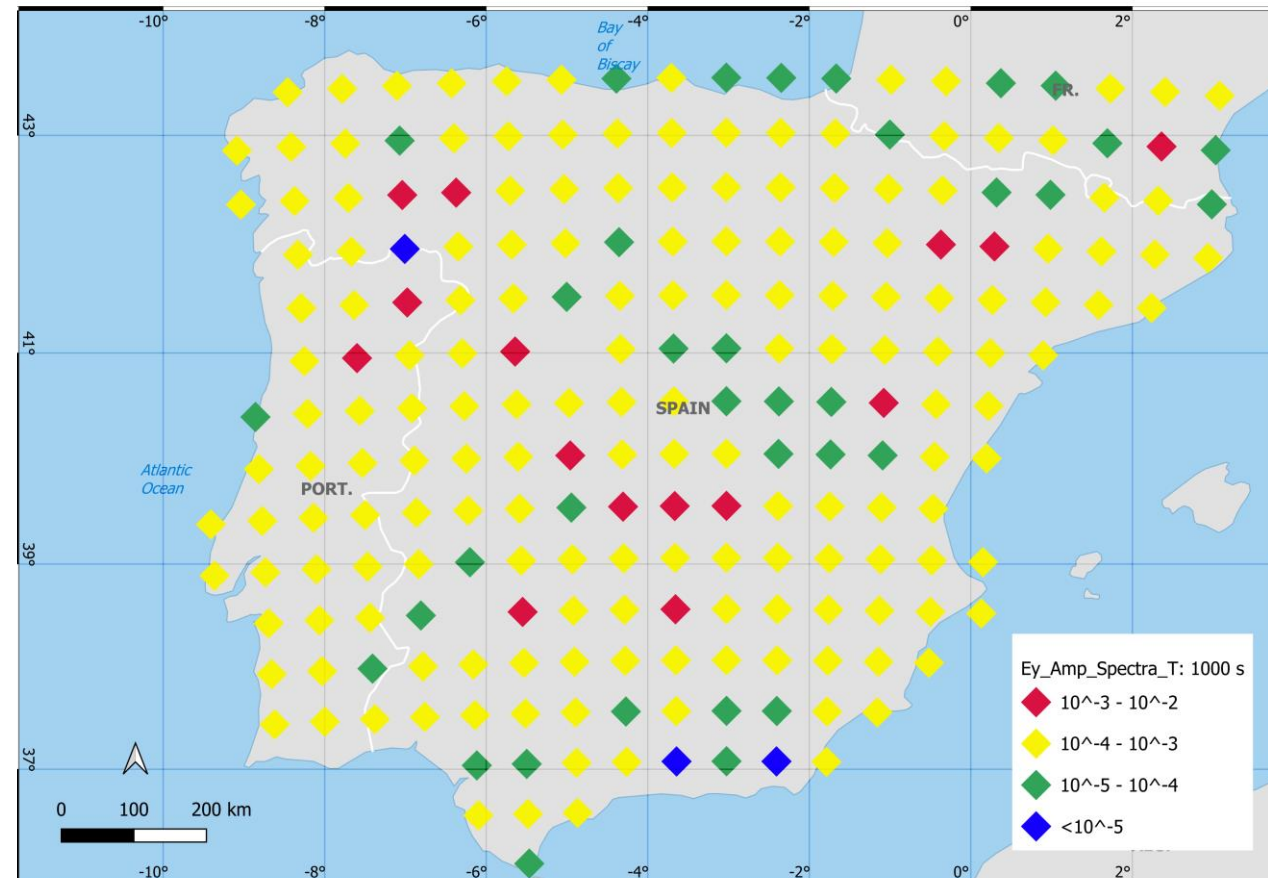 -10° -8° -6° -4° -2° 0° 2°
Bay
of
Biscay
FR.
43°
41°
SPAIN
Atlantic
Ocean
PORT.
39°
37°
0 100 200 km
Ey_Amp_Spectra_T: 1000 s
10^-3 - 10^-2
10^-4 - 10^-3
10^-5 - 10^-4
<10^-5
-10° -8° -6° -4° -2° 0° 2°